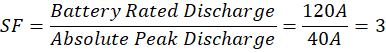 SF = Battery Rated Discharge / Absolute Peak Discharge = 120A / 40A = 3